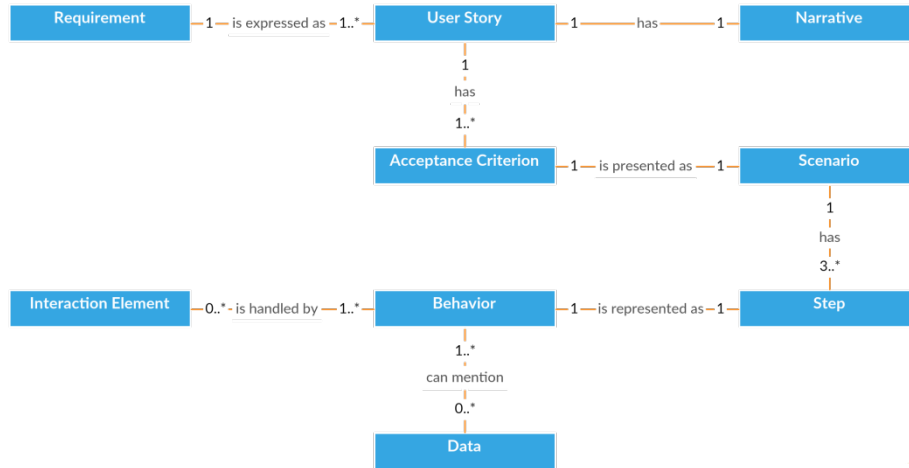 Requirement 1 is expressed as 1..* User Story 1 has 1 Narrative
1
has
1..*
Acceptance Criterion 1 is presented as 1 Scenario
1
has
3..*
Interaction Element 0..* is handled by 1..* Behavior 1 is represented as 1 Step
1..*
can mention
0..*
Data